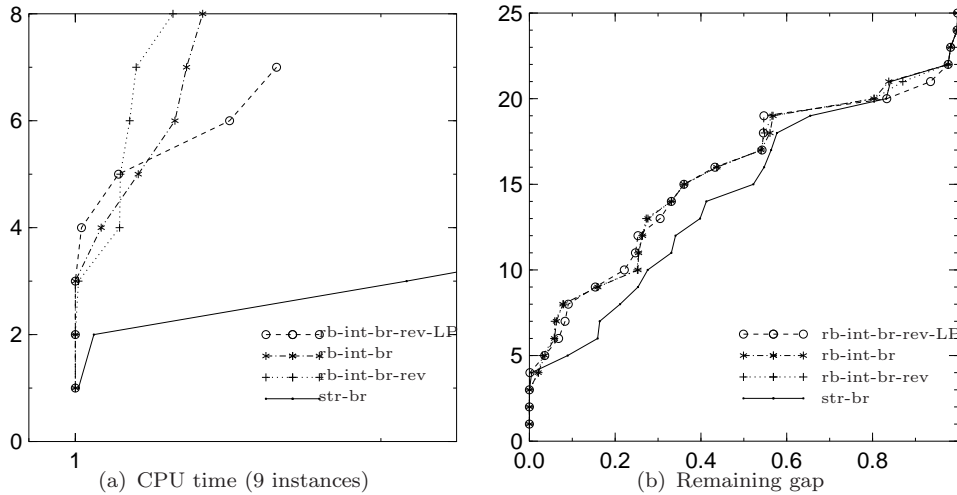 8
6
4
2
0
1
rb-int-br-rev-LP
rb-int-br
rb-int-br-rev
str-br
(a) CPU time (9 instances)
25
20
15
10
5
0
0.0 0.2 0.4 0.6 0.8
rb-int-br-rev-LP
rb-int-br
rb-int-br-rev
str-br
(b) Remaining gap